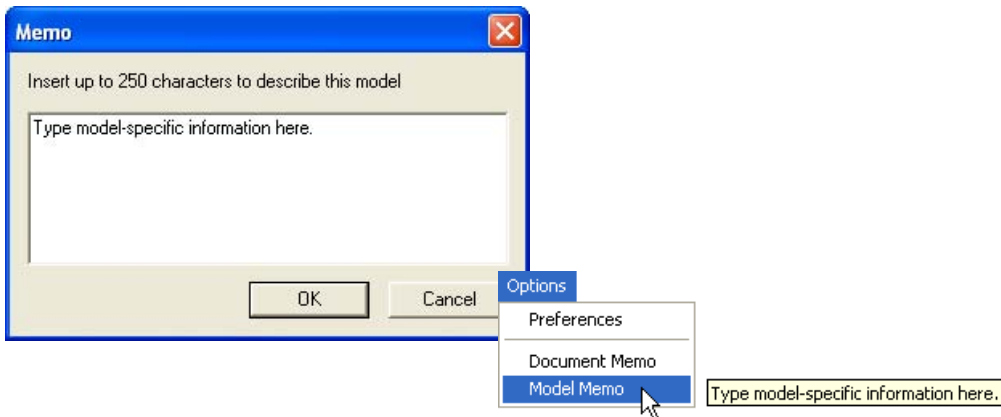 Memo
Insert up to 250 characters to describe this model
Type model-specific information here.
OK Cancel
Options
Preferences
Document Memo
Model Memo
Type model-specific information here.